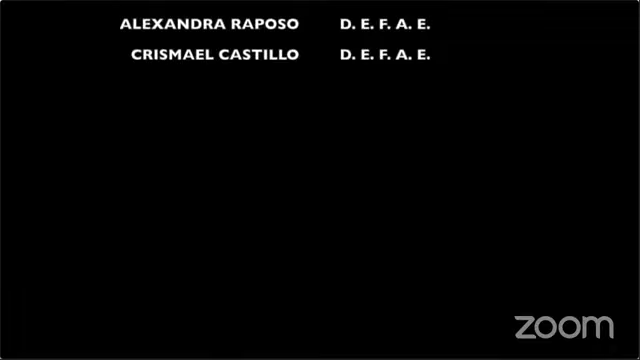 ALEXANDRA RAPOSO D. E. F. A. E.
CRISMAEL CASTILLO D. E. F. A. E.
zoom